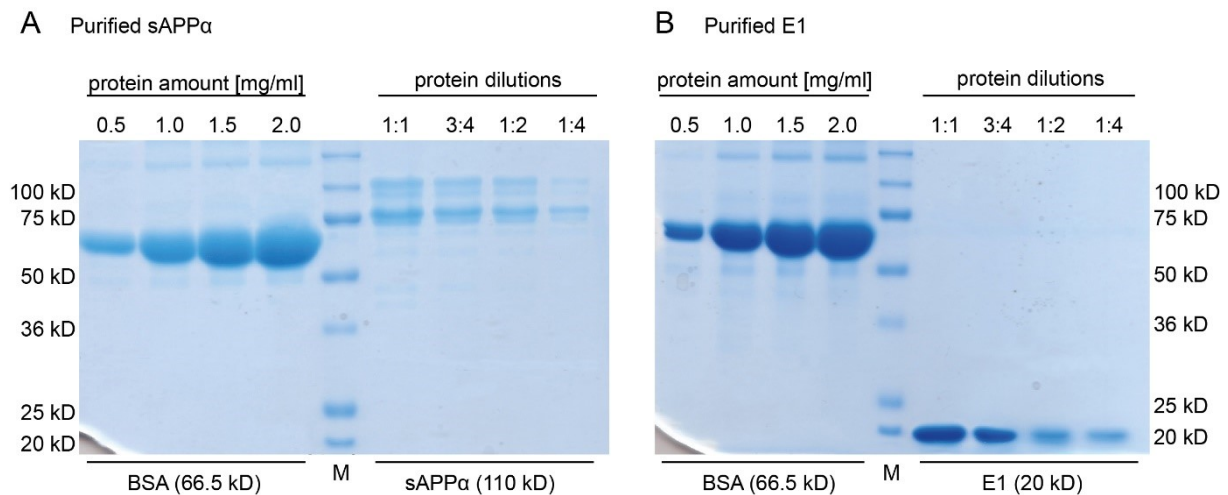 A Purified sAPPα
protein amount [mg/ml] protein dilutions
0.5 1.0 1.5 2.0 1:1 3:4 1:2 1:4
100 kD
75 kD
50 kD
36 kD
25 kD
20 kD
BSA (66.5 kD) M sAPPα (110 kD)
B Purified E1
protein amount [mg/ml] protein dilutions
0.5 1.0 1.5 2.0 1:1 3:4 1:2 1:4
100 kD
75 kD
50 kD
36 kD
25 kD
20 kD
BSA (66.5 kD) M E1 (20 kD)